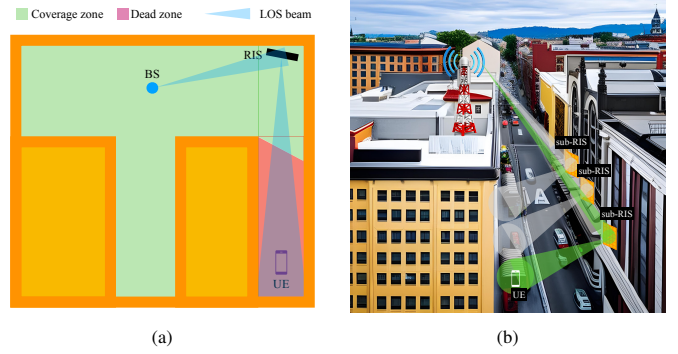 Coverage zone Dead zone LOS beam
RIS
BS
UE
sub-RIS
sub-RIS
sub-RIS
UE
(a) (b)